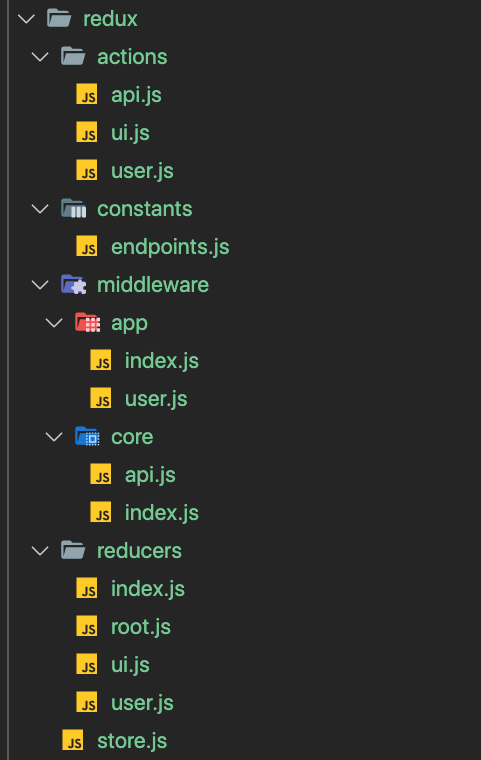 redux
actions
JS api.js
JS ui.js
JS user.js
constants
JS endpoints.js
middleware
app
JS index.js
JS user.js
core
JS api.js
JS index.js
reducers
JS index.js
JS root.js
JS ui.js
JS user.js
JS store.js